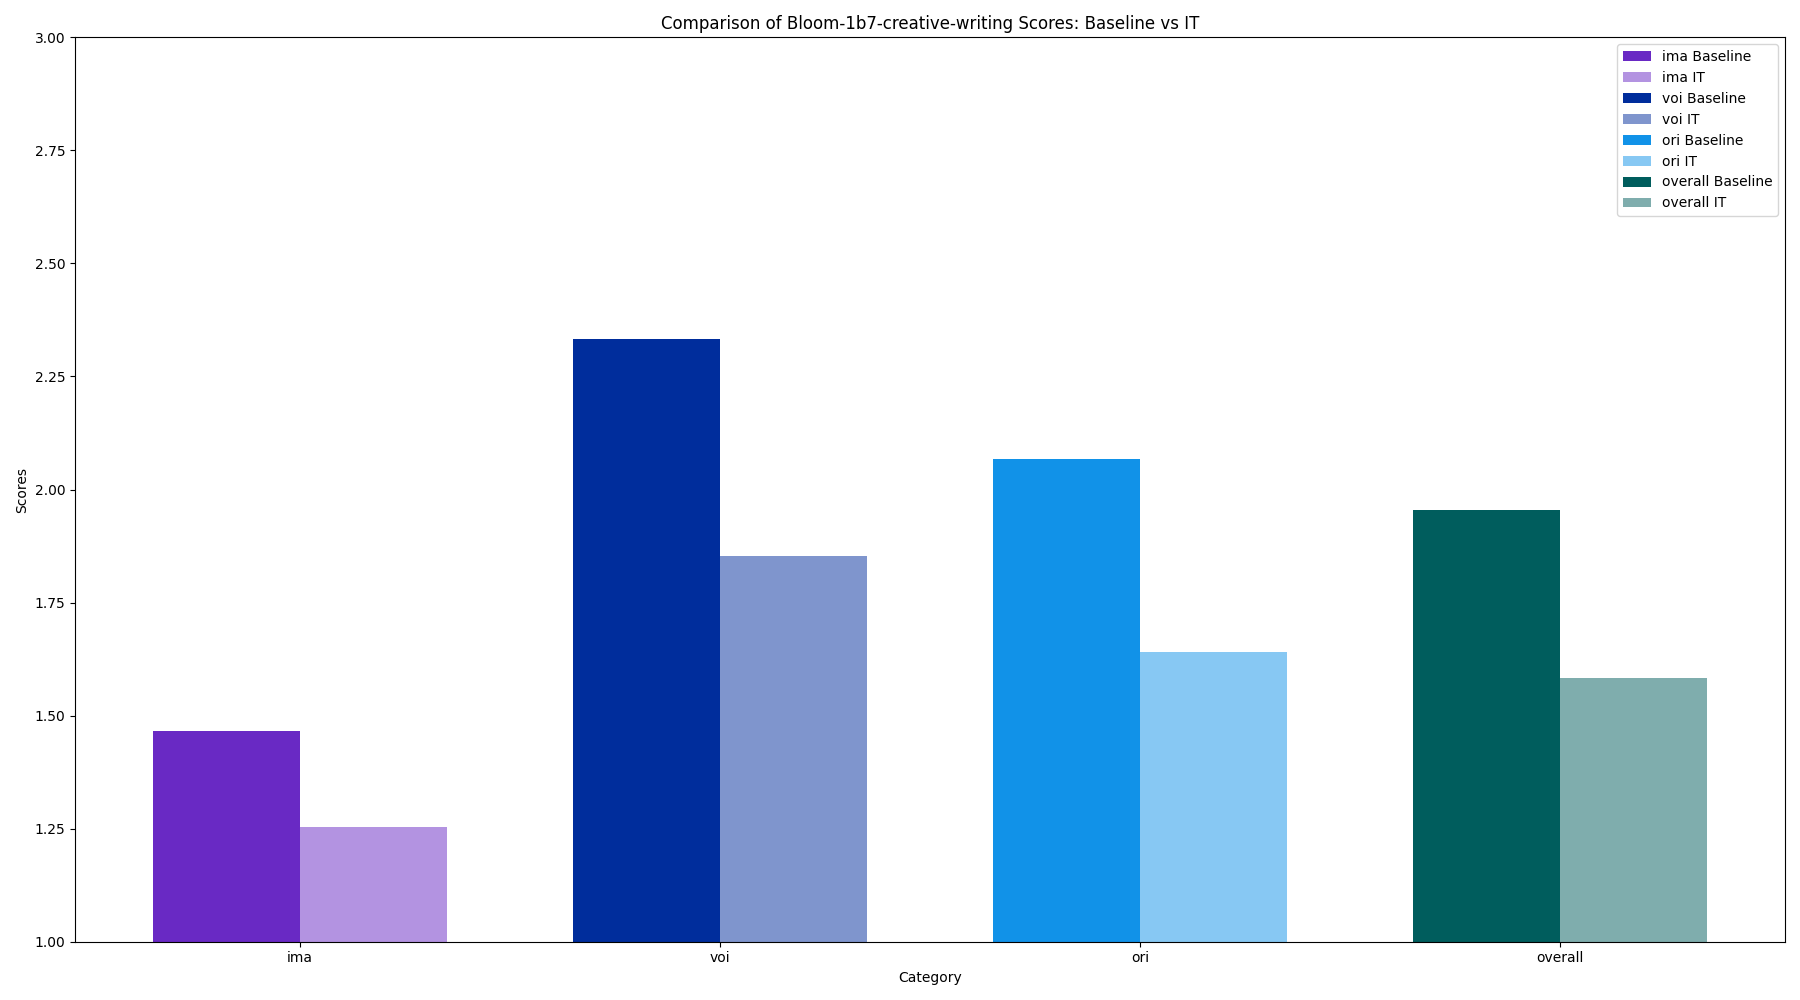 Comparison of Bloom-1b7-creative-writing Scores: Baseline vs IT
3.00
2.75
2.50
2.25
2.00
1.75
1.50
1.25
1.00
Scores
ima
voi
ori
overall
Category
ima Baseline
ima IT
voi Baseline
voi IT
ori Baseline
ori IT
overall Baseline
overall IT